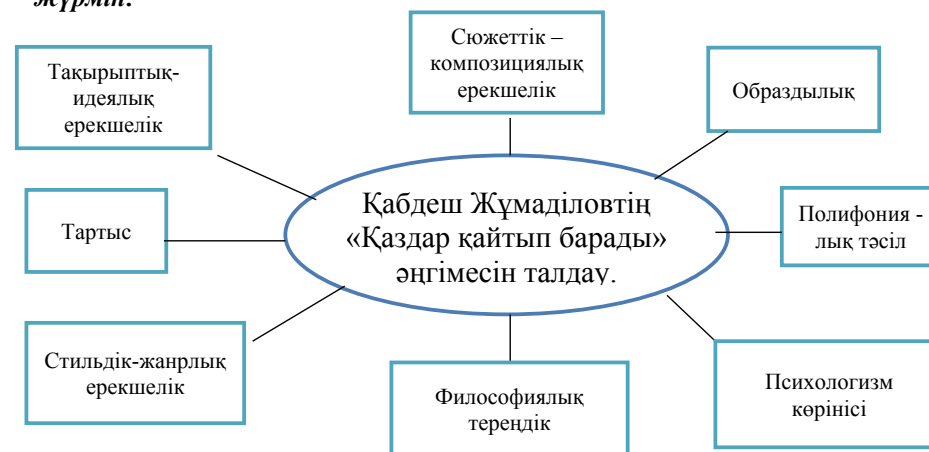 жүрмін.
Сюжеттік –
композициялық
ерекшелік
Тақырыптық-
идеялық
ерекшелік
Образдылық
Қабдеш Жұмаділовтің
«Қаздар қайтып барады»
әңгімесін талдау.
Тартыс
Полифония -
лық тәсіл
Стильдік-жанрлық
ерекшелік
Философиялық
тереңдік
Психологизм
көрінісі